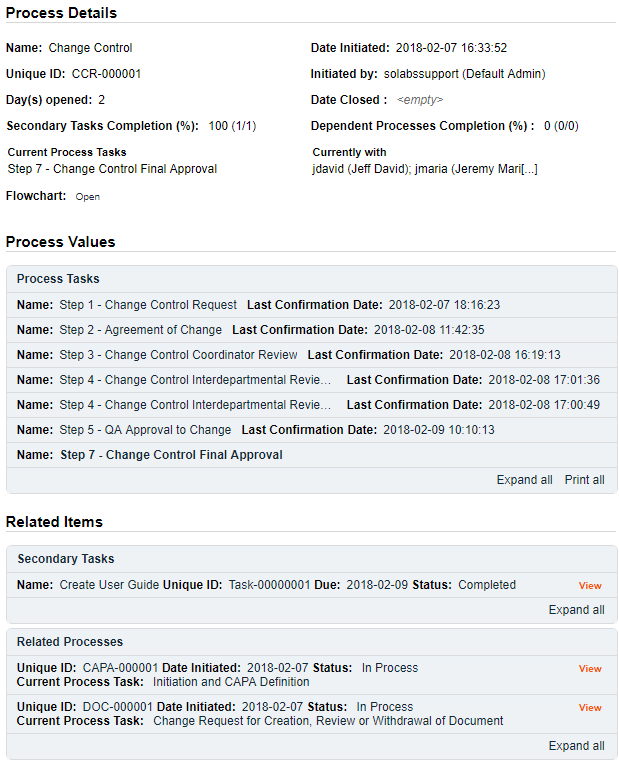 Process Details
Name: Change Control Date Initiated: 2018-02-07 16:33:52
Unique ID: CCR-000001 Initiated by: solabssupport (Default Admin)
Day(s) opened: 2 Date Closed : <empty>
Secondary Tasks Completion (%): 100 (1/1) Dependent Processes Completion (%) : 0 (0/0)
Current Process Tasks Currently with
Step 7 - Change Control Final Approval jdavid (Jeff David); jmaria (Jeremy Mari[...]
Flowchart: Open
Process Values
Process Tasks
Name: Step 1 - Change Control Request Last Confirmation Date: 2018-02-07 18:16:23
Name: Step 2 - Agreement of Change Last Confirmation Date: 2018-02-08 11:42:35
Name: Step 3 - Change Control Coordinator Review Last Confirmation Date: 2018-02-08 16:19:13
Name: Step 4 - Change Control Interdepartmental Revie... Last Confirmation Date: 2018-02-08 17:01:36
Name: Step 4 - Change Control Interdepartmental Revie... Last Confirmation Date: 2018-02-08 17:00:49
Name: Step 5 - QA Approval to Change Last Confirmation Date: 2018-02-09 10:10:13
Name: Step 7 - Change Control Final Approval
Expand all Print all
Related Items
Secondary Tasks
Name: Create User Guide Unique ID: Task-00000001 Due: 2018-02-09 Status: Completed View
Expand all
Related Processes
Unique ID: CAPA-000001 Date Initiated: 2018-02-07 Status: In Process View
Current Process Task: Initiation and CAPA Definition
Unique ID: DOC-000001 Date Initiated: 2018-02-07 Status: In Process View
Current Process Task: Change Request for Creation, Review or Withdrawal of Document
Expand all